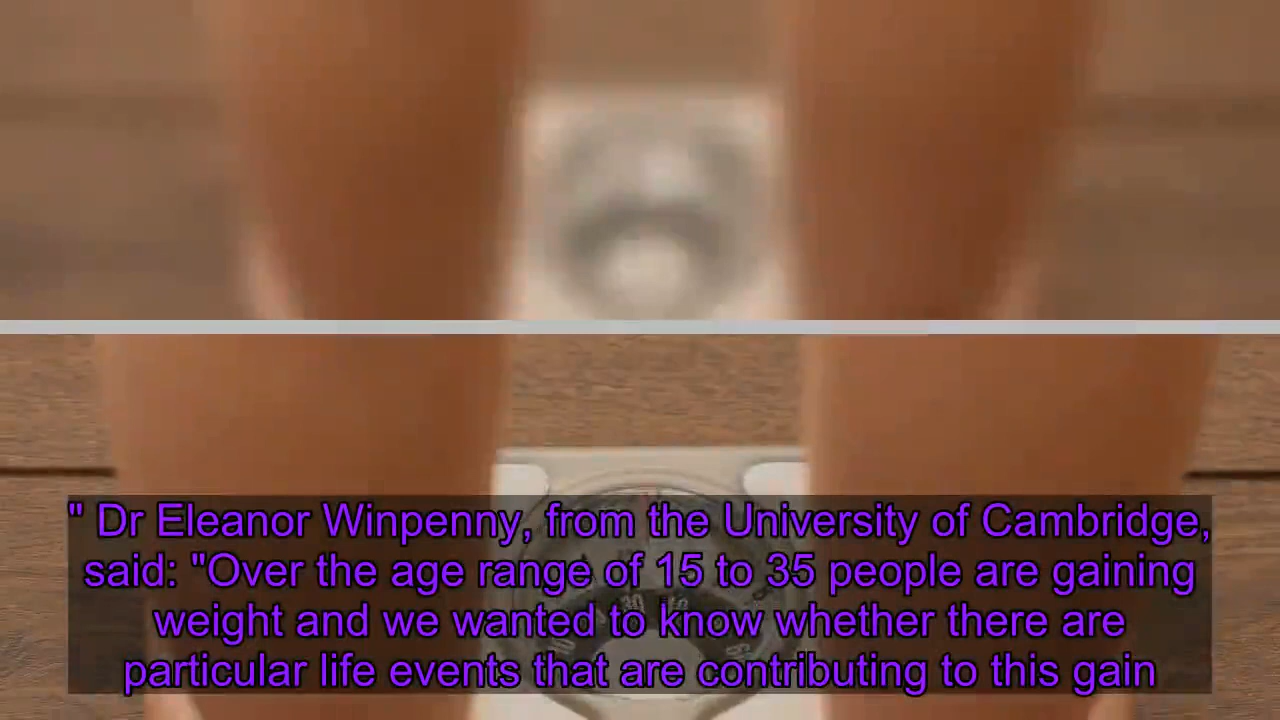 " Dr Eleanor Winpenny, from the University of Cambridge,
said: "Over the age range of 15 to 35 people are gaining
weight and we wanted to know whether there are
particular life events that are contributing to this gain